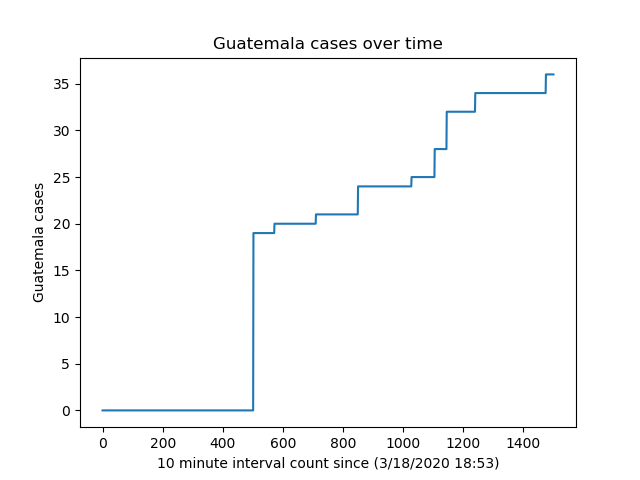 Guatemala cases over time
35
30
25
20
15
10
5
0
Guatemala cases
0 200 400 600 800 1000 1200 1400
10 minute interval count since (3/18/2020 18:53)